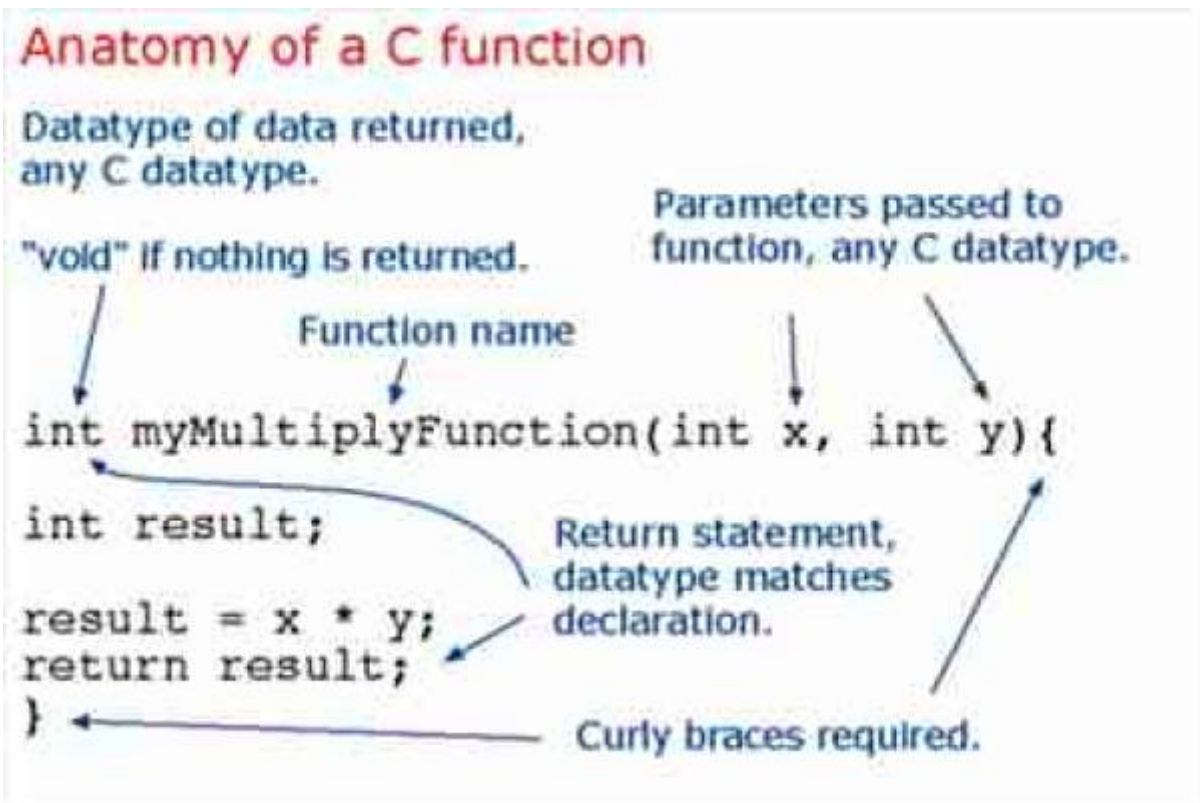 Anatomy of a C function
Datatype of data returned,
any C datatype.
"void" if nothing is returned.
Parameters passed to
function, any C datatype.
Function name
int myMultiplyFunction(int x, int y){
int result;
Return statement,
datatype matches
declaration.
result = x * y;
return result;
}
Curly braces required.